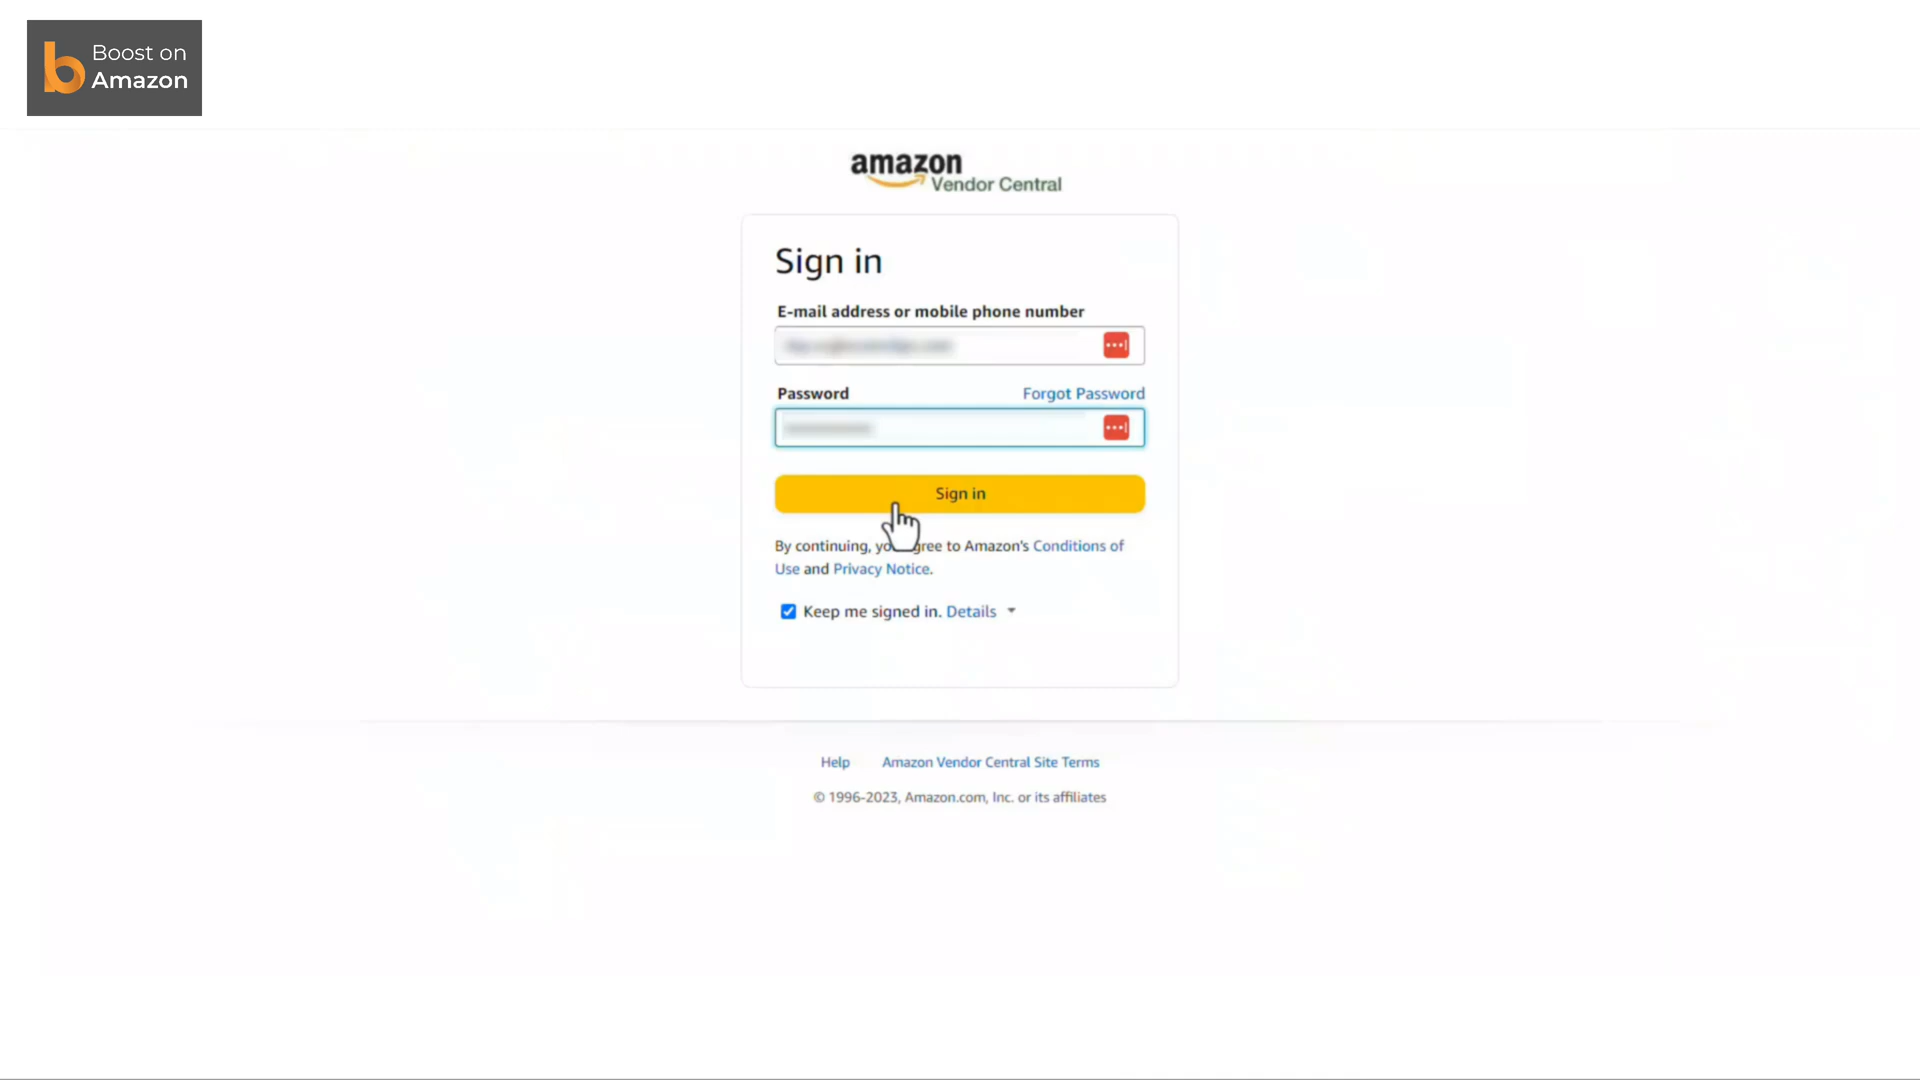 Boost on
Amazon
amazon
Vendor Central
Sign in
E-mail address or mobile phone number
Password Forgot Password
Sign in
By continuing, yo gree to Amazon's Conditions of
Use and Privacy Notice.
Keep me signed in. Details
Help Amazon Vendor Central Site Terms
© 1996-2023, Amazon.com, Inc. or its affiliates